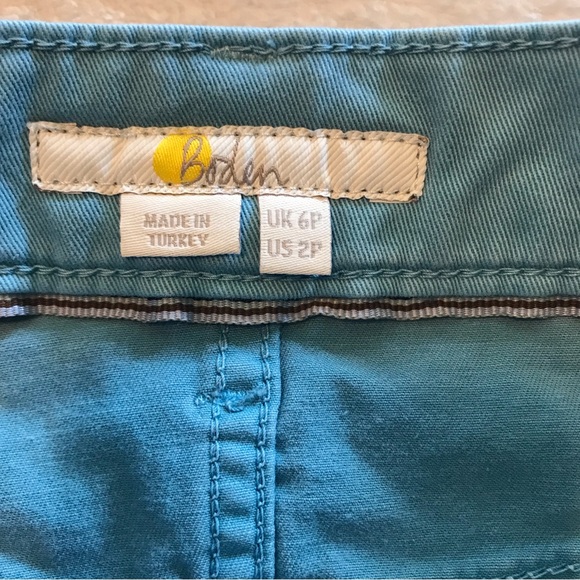 Boden
MADE IN
TURKEY
UK 6P
US 2P